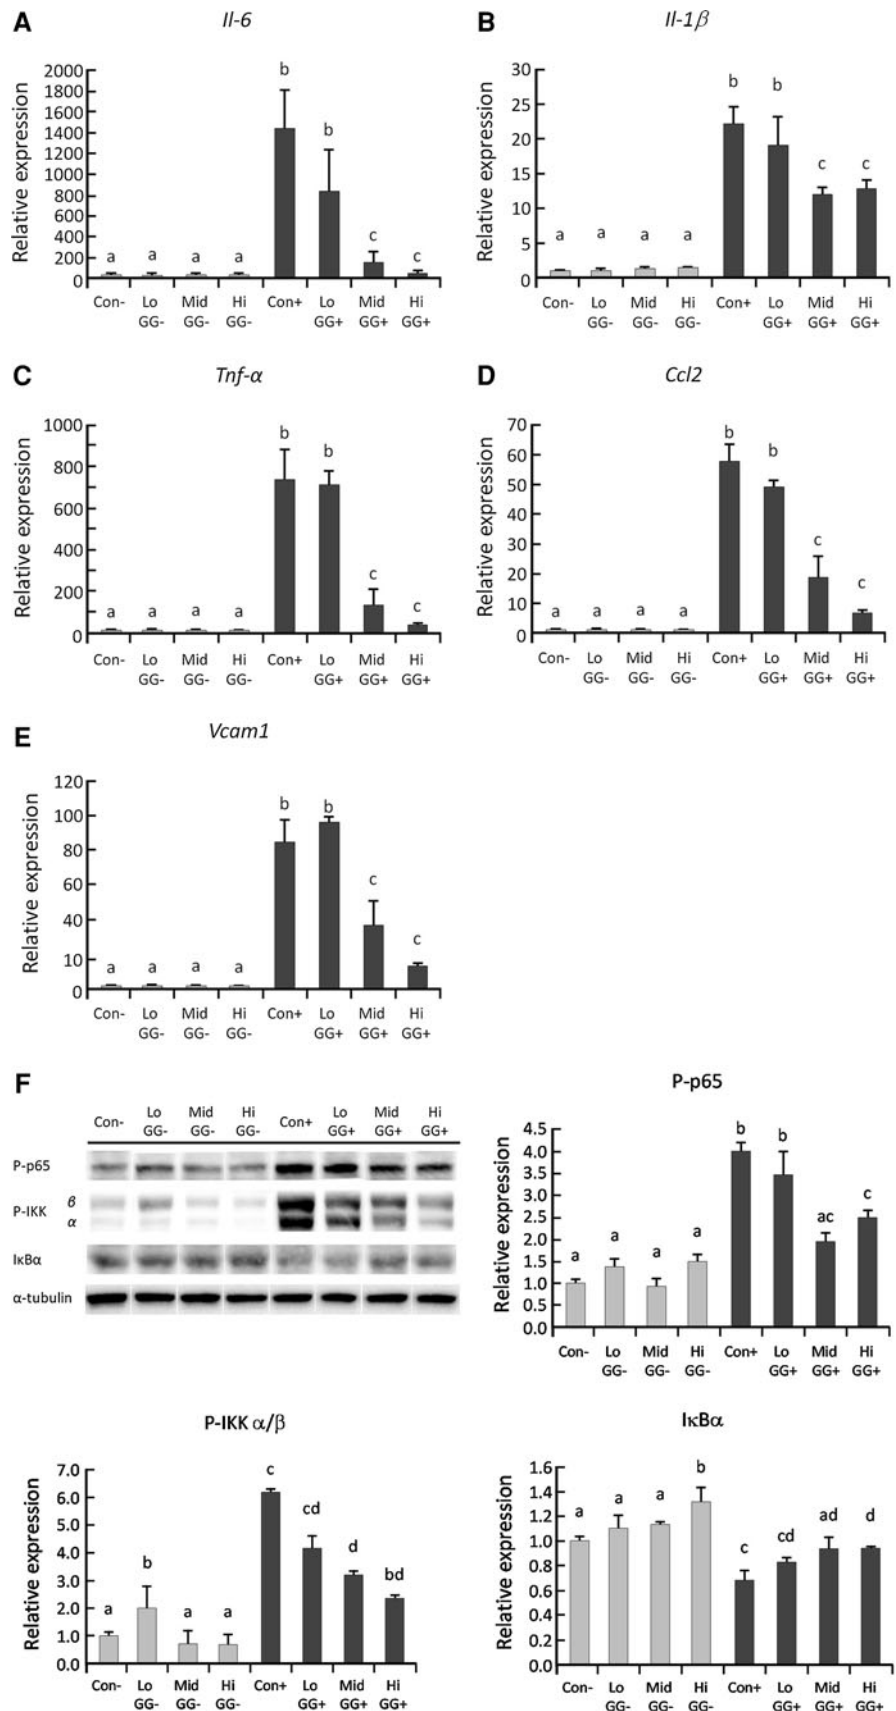 A
Il-6
Relative expression
2000
1800
1600
1400
1200
1000
800
600
400
200
0
a a a a b b c c
Con- Lo Mid Hi Con+ Lo Mid Hi
GG- GG- GG- GG+ GG+ GG+
B
Il-1β
Relative expression
30
25
20
15
10
5
0
a a a a b b c c
Con- Lo Mid Hi Con+ Lo Mid Hi
GG- GG- GG- GG+ GG+ GG+
C
Tnf-α
Relative expression
1000
800
600
400
200
0
a a a a b b c c
Con- Lo Mid Hi Con+ Lo Mid Hi
GG- GG- GG- GG+ GG+ GG+
D
Ccl2
Relative expression
70
60
50
40
30
20
10
0
a a a a b b c c
Con- Lo Mid Hi Con+ Lo Mid Hi
GG- GG- GG- GG+ GG+ GG+
E
Vcam1
Relative expression
120
100
80
60
40
10
0
a a a a b b c c
Con- Lo Mid Hi Con+ Lo Mid Hi
GG- GG- GG- GG+ GG+ GG+
F
Con- Lo Mid Hi Con+ Lo Mid Hi
GG- GG- GG- GG+ GG+ GG+
P-p65
P-IKK β
α
IκBα
α-tubulin
P-p65
Relative expression
4.5
4.0
3.5
3.0
2.5
2.0
1.5
1.0
0.5
0.0
a a a a b b ac c
Con- Lo Mid Hi Con+ Lo Mid Hi
GG- GG- GG- GG+ GG+ GG+
P-IKK α/β
Relative expression
7.0
6.0
5.0
4.0
3.0
2.0
1.0
0.0
a b a a c cd d bd
Con- Lo Mid Hi Con+ Lo Mid Hi
GG- GG- GG- GG+ GG+ GG+
IκBα
Relative expression
1.6
1.4
1.2
1.0
0.8
0.6
0.4
0.2
0.0
a a a b c cd ad d
Con- Lo Mid Hi Con+ Lo Mid Hi
GG- GG- GG- GG+ GG+ GG+